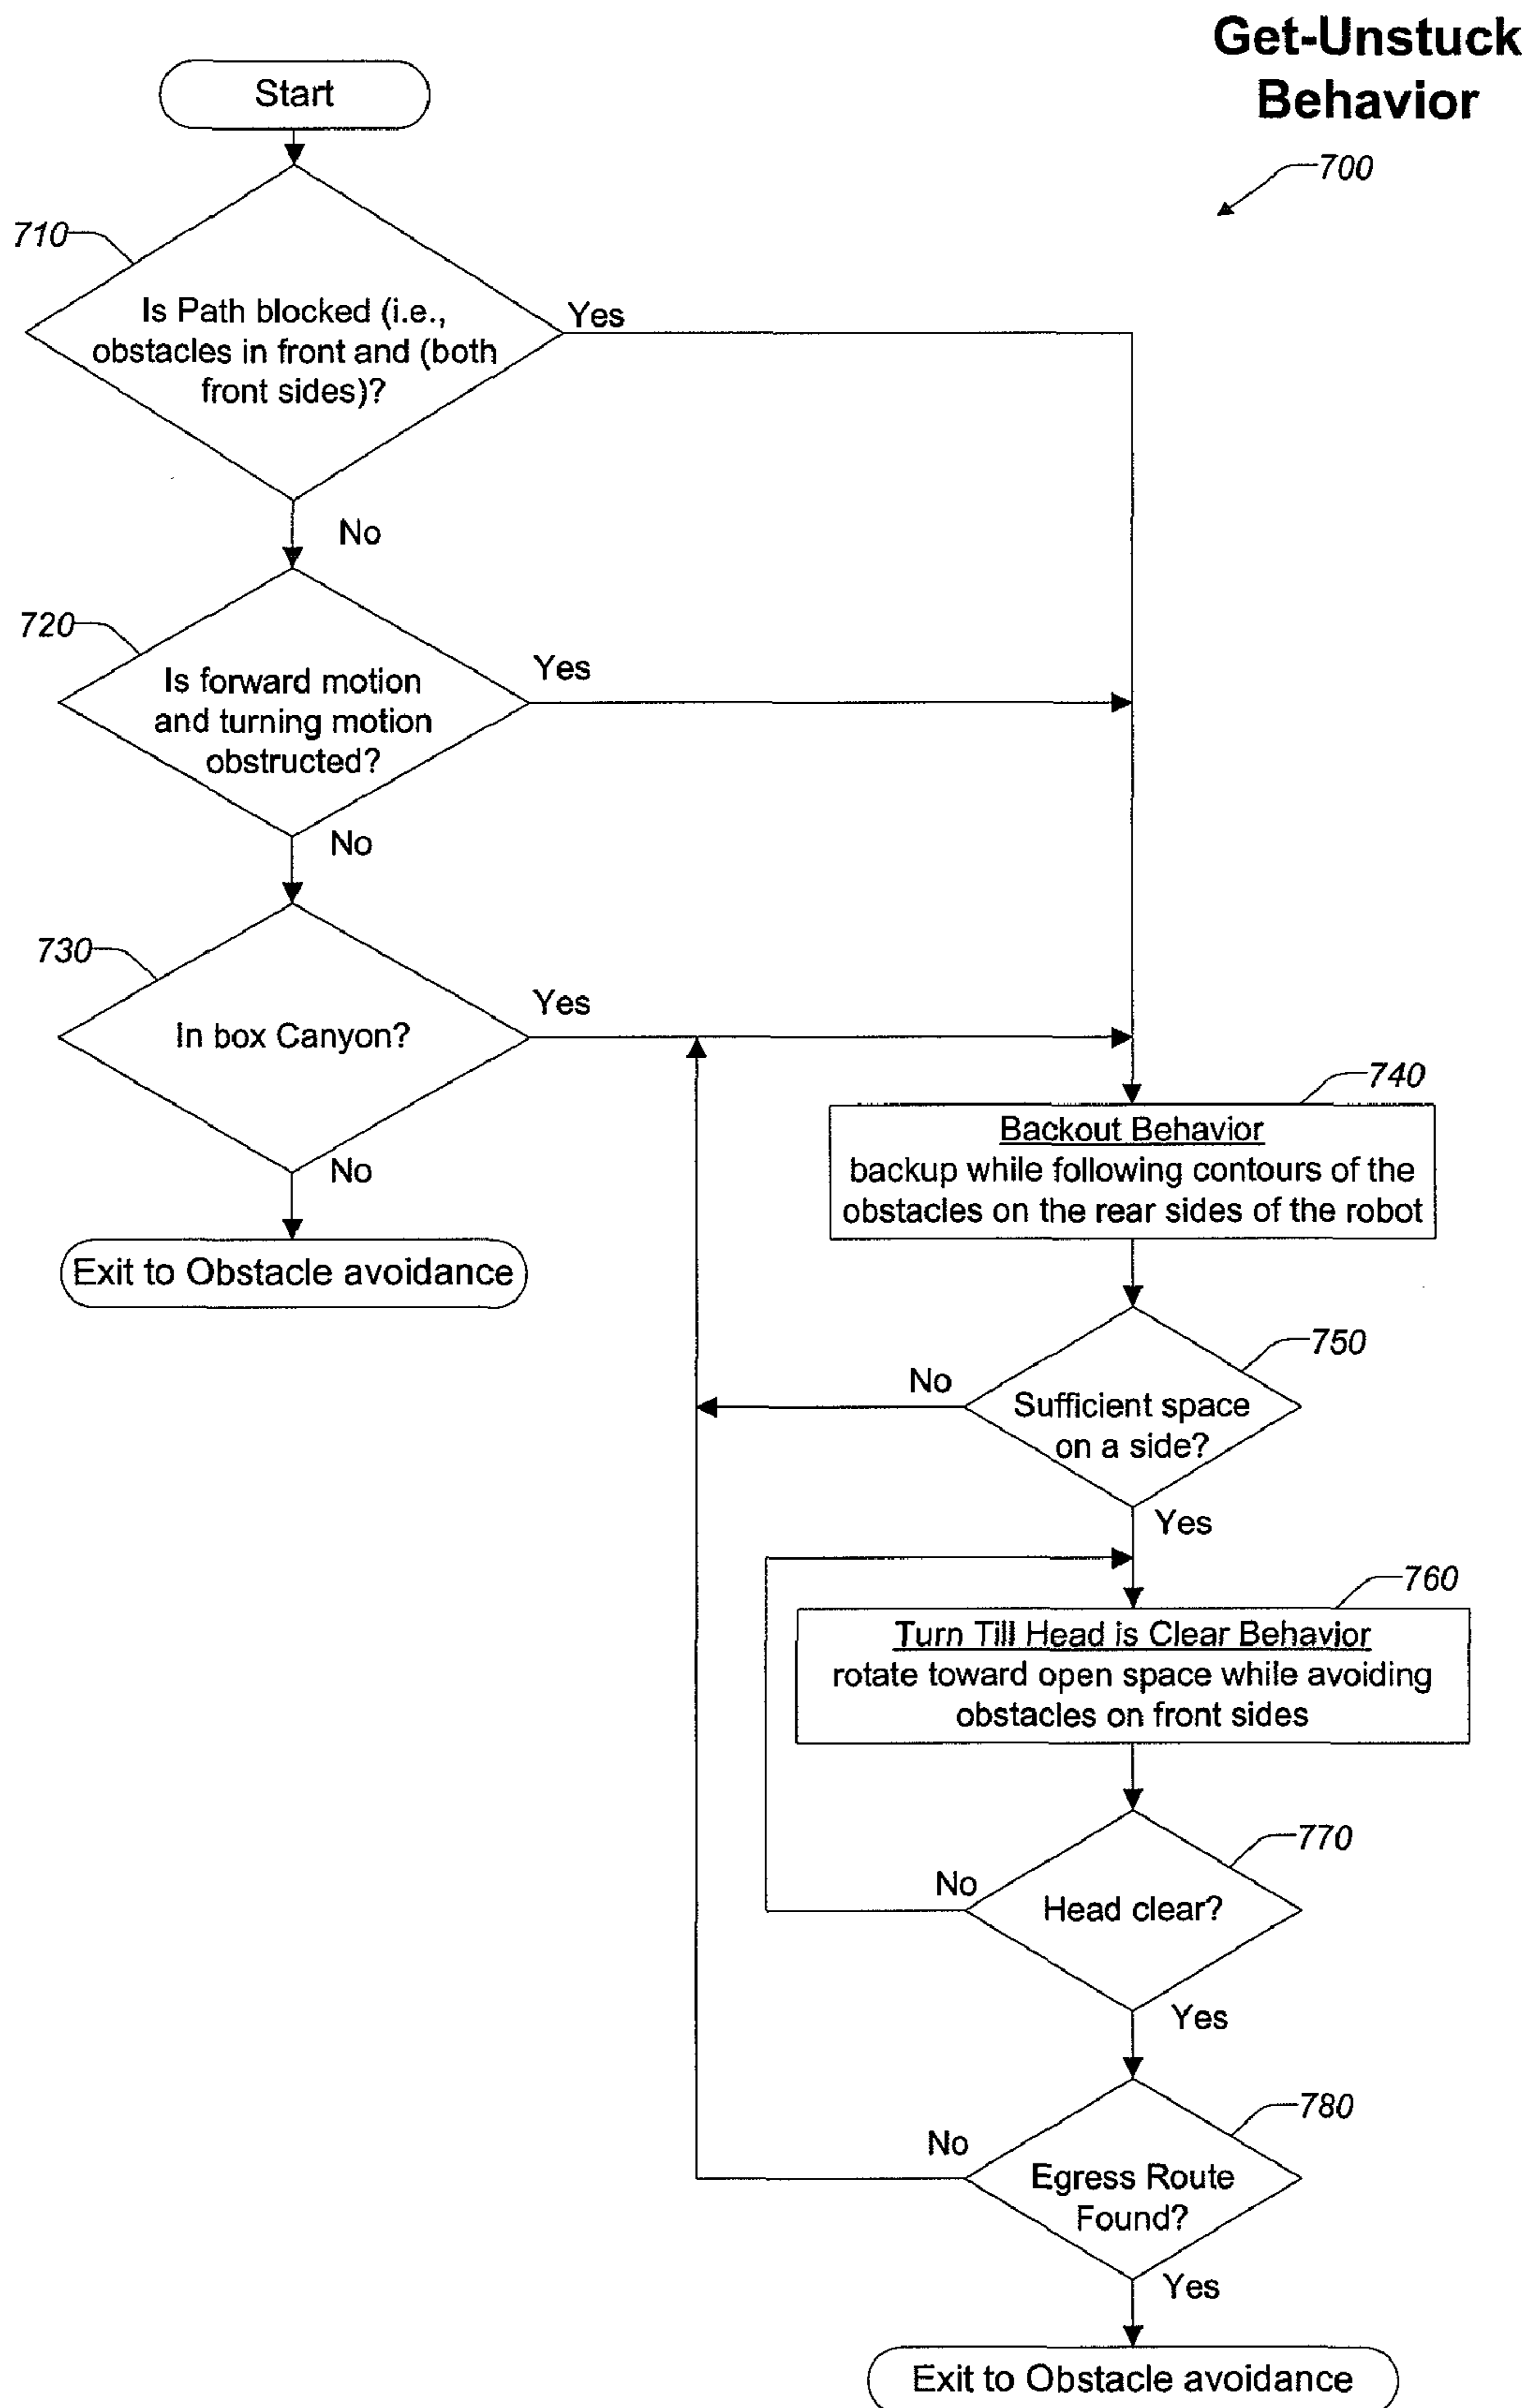 Get-Unstuck
Behavior
700
Start
710
Is Path blocked (i.e.,
obstacles in front and (both
front sides)?
Yes
No
720
Is forward motion
and turning motion
obstructed?
Yes
No
730
In box Canyon?
Yes
No
Exit to Obstacle avoidance
740
Backout Behavior
backup while following contours of the
obstacles on the rear sides of the robot
750
Sufficient space
on a side?
No
Yes
760
Turn Till Head is Clear Behavior
rotate toward open space while avoiding
obstacles on front sides
770
Head clear?
No
Yes
780
Egress Route
Found?
No
Yes
Exit to Obstacle avoidance